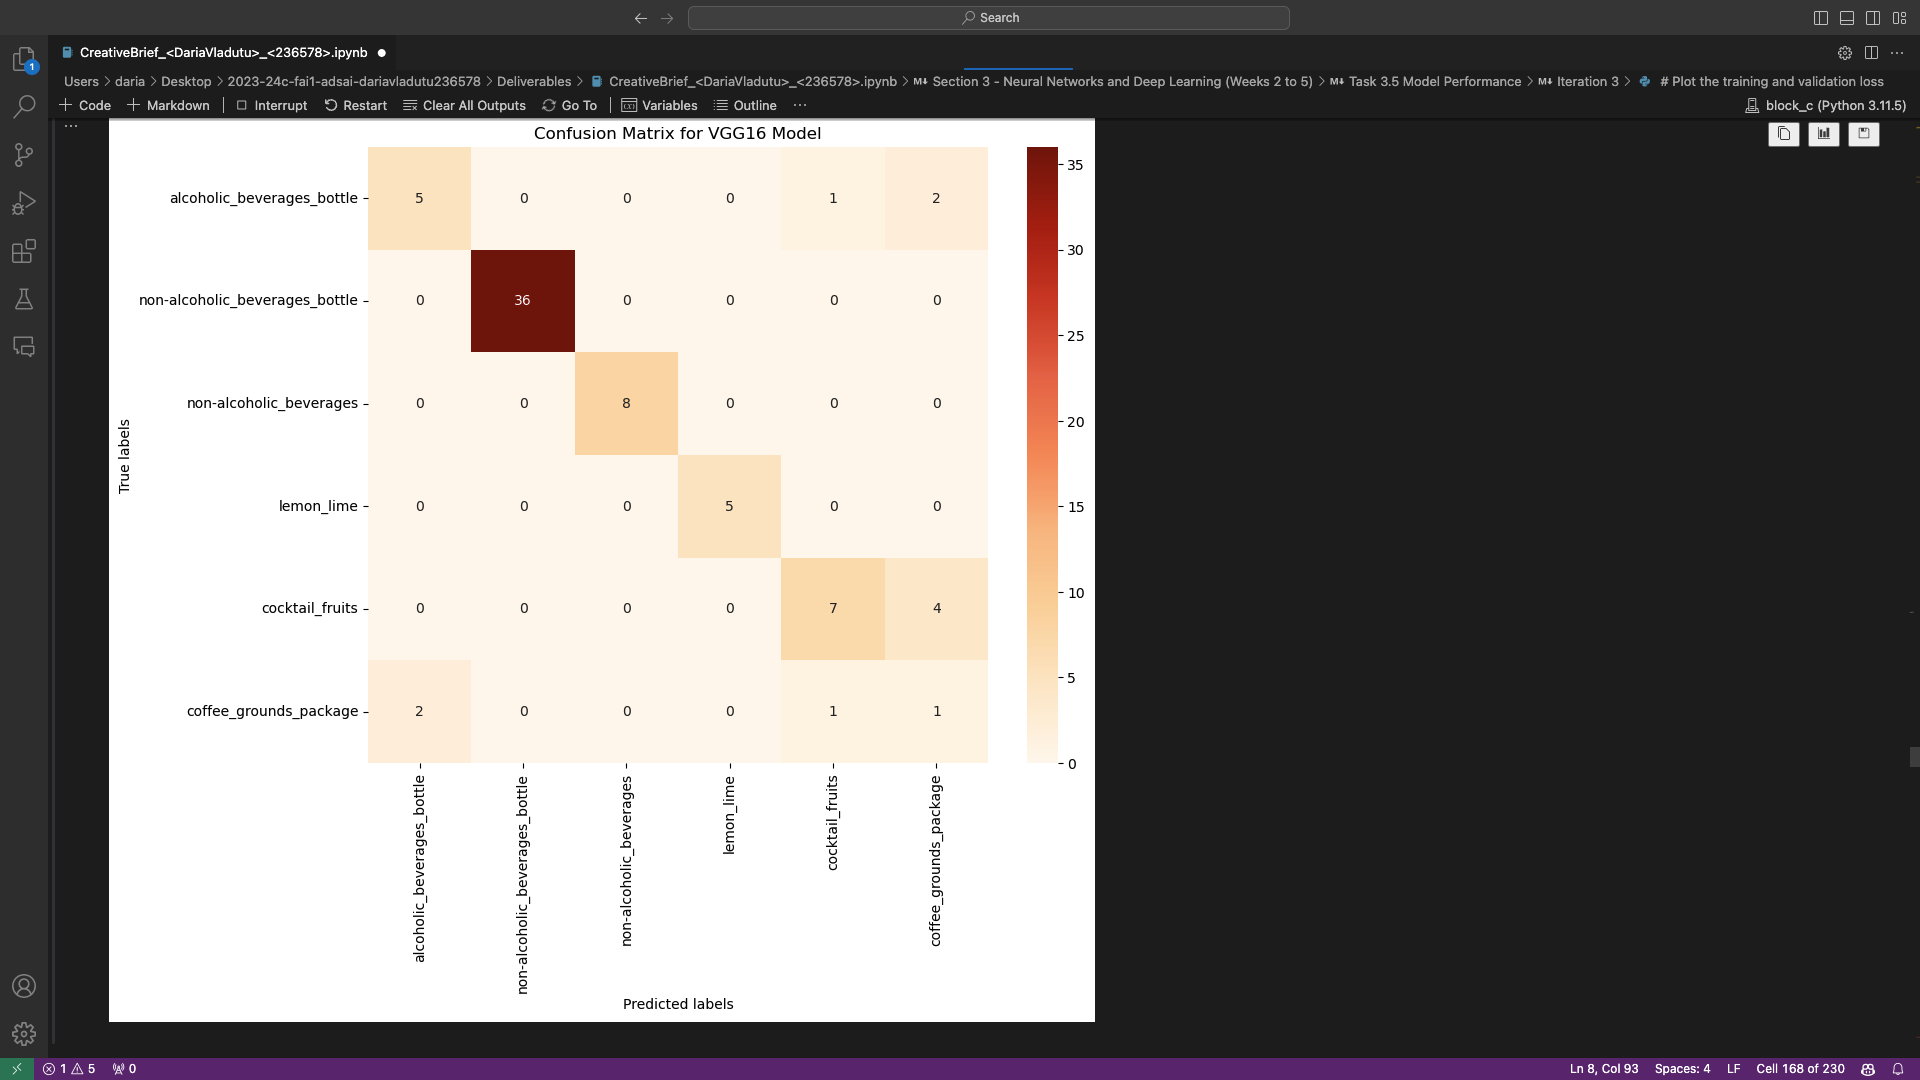 Search
CreativeBrief_<DariaVladutu>_<236578>.ipynb
1
Users > daria > Desktop > 2023-24c-fai1-adsai-dariavladutu236578 > Deliverables > CreativeBrief_<DariaVladutu>_<236578>.ipynb > M↓ Section 3 - Neural Networks and Deep Learning (Weeks 2 to 5) > M↓ Task 3.5 Model Performance > M↓ Iteration 3 > # Plot the training and validation loss
+ Code + Markdown | Interrupt Restart Clear All Outputs Go To | Variables Outline ...
block_c (Python 3.11.5)
Confusion Matrix for VGG16 Model
alcoholic_beverages_bottle 5 0 0 0 1 2
non-alcoholic_beverages_bottle 0 36 0 0 0 0
non-alcoholic_beverages 0 0 8 0 0 0
lemon_lime 0 0 0 5 0 0
cocktail_fruits 0 0 0 0 7 4
coffee_grounds_package 2 0 0 0 1 1
True labels
35
30
25
20
15
10
5
0
alcoholic_beverages_bottle
non-alcoholic_beverages_bottle
non-alcoholic_beverages
lemon_lime
cocktail_fruits
coffee_grounds_package
Predicted labels
1 5 0
Ln 8, Col 93 Spaces: 4 LF Cell 168 of 230